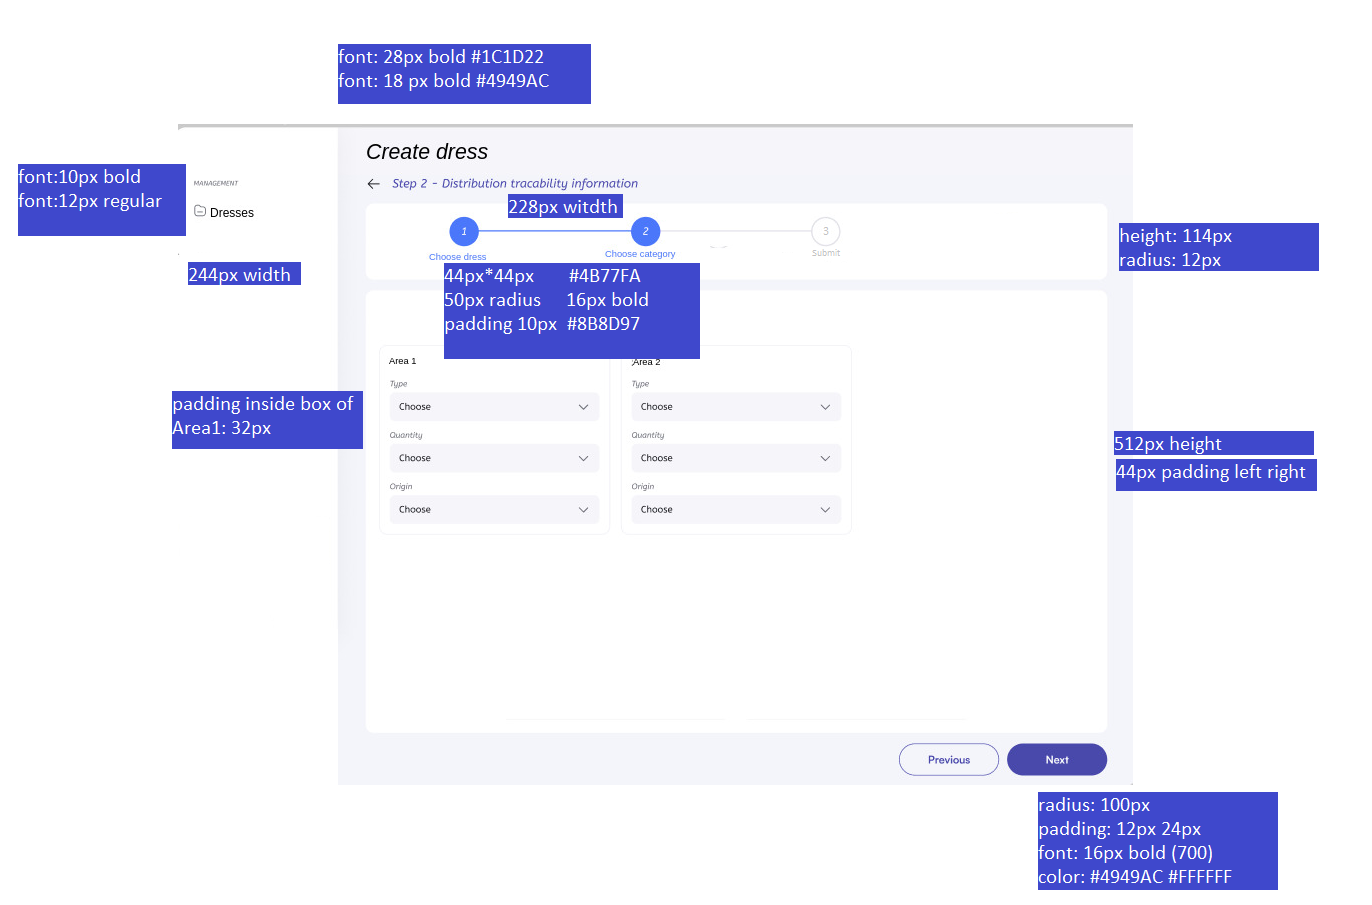 font: 28px bold #1C1D22
font: 18 px bold #4949AC
Create dress
font:10px bold
font:12px regular
MANAGEMENT
Step 2 - Distribution tracability information
Dresses
228px witdth
1
2
3
Choose dress
Choose category
Submit
height: 114px
radius: 12px
244px width
44px*44px #4B77FA
50px radius 16px bold
padding 10px #8B8D97
Area 1
Area 2
Type
Type
Choose
Choose
padding inside box of
Area1: 32px
Quantity
Quantity
Choose
Choose
512px height
44px padding left right
Origin
Origin
Choose
Choose
Previous
Next
radius: 100px
padding: 12px 24px
font: 16px bold (700)
color: #4949AC #FFFFFF